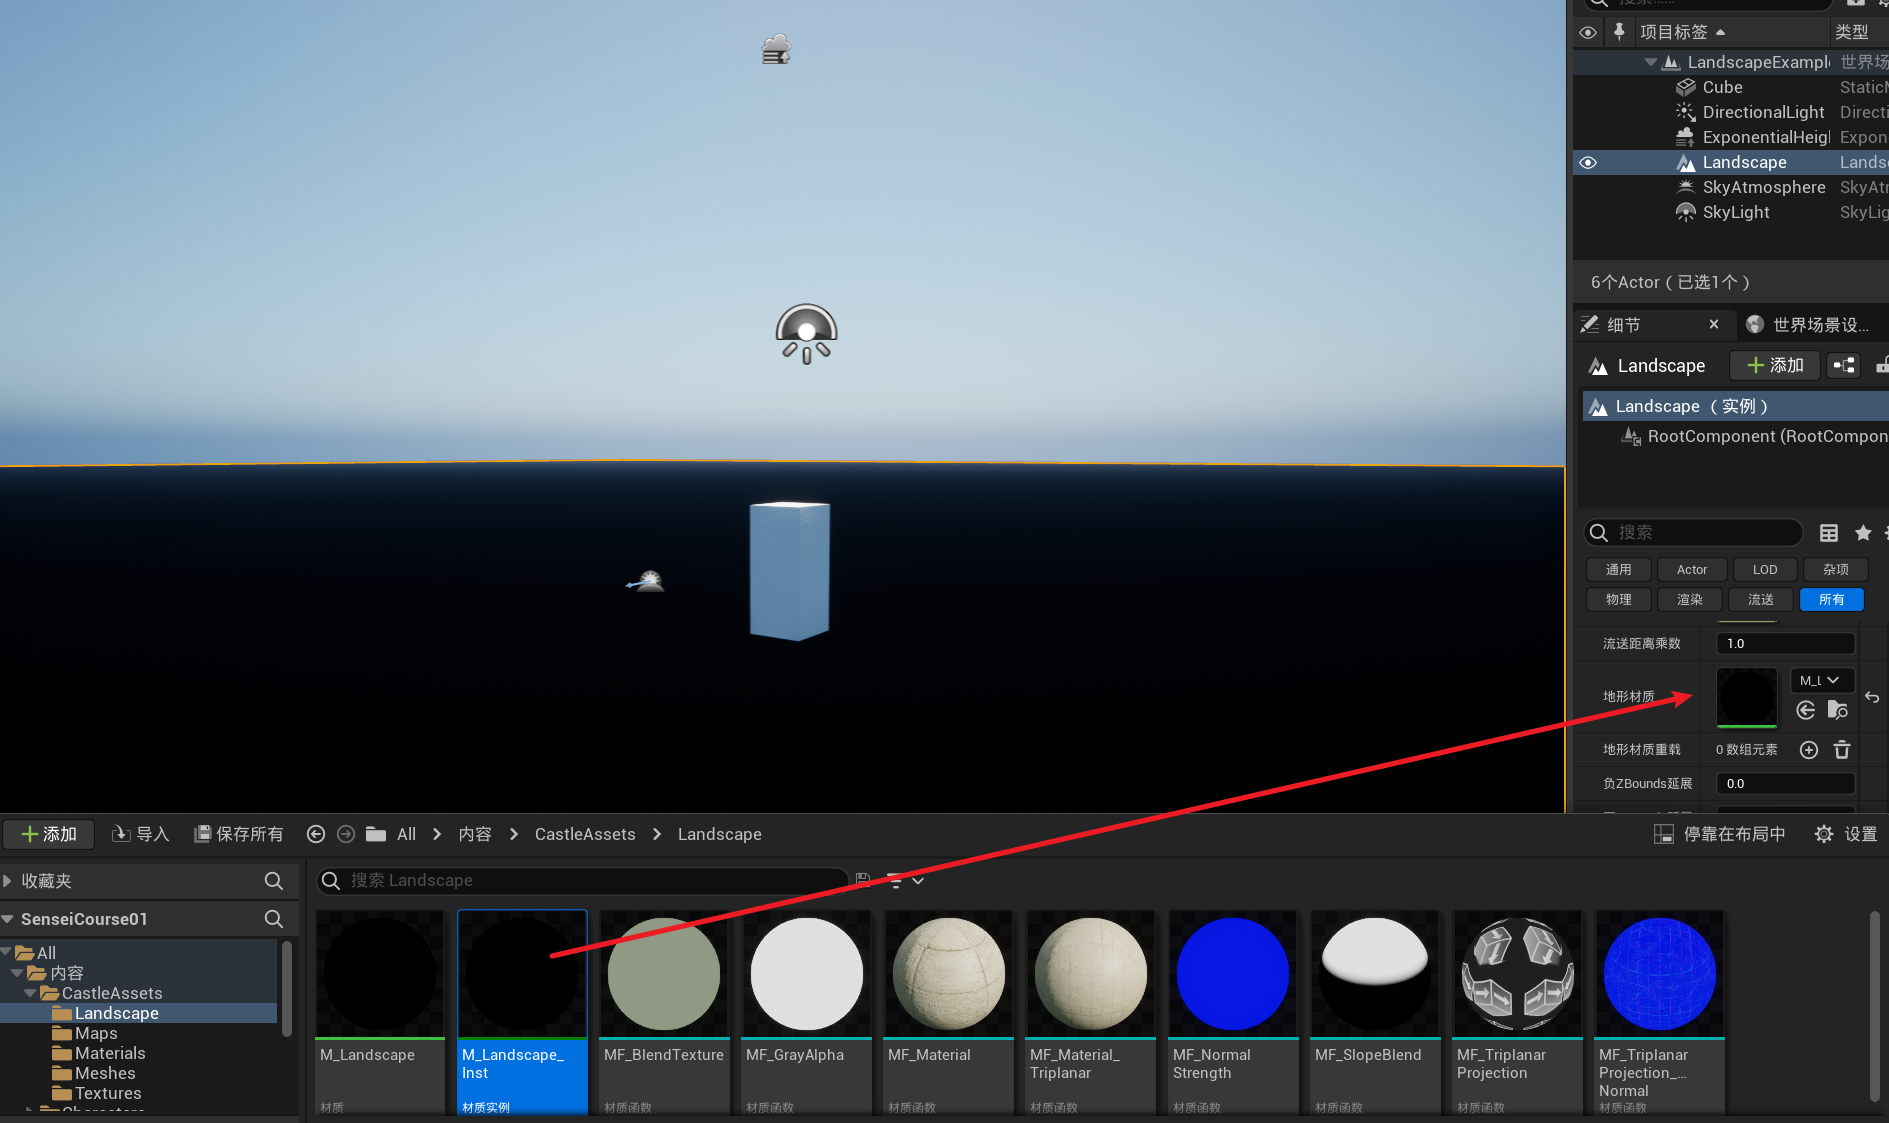 搜索......
项目标签
类型
LandscapeExampl
世界场
Cube
StaticM
DirectionalLight
Directi
ExponentialHeigl
Expon
Landscape
Lands
SkyAtmosphere
SkyAt
SkyLight
SkyLig
6个Actor（已选1个）
细节
世界场景设...
Landscape
添加
Landscape （实例）
RootComponent (RootCompon
搜索
通用
Actor
LOD
杂项
物理
渲染
流送
所有
流送距离乘数
1.0
地形材质
M_L
地形材质重载
0 数组元素
负ZBounds延展
0.0
添加
导入
保存所有
All
内容
CastleAssets
Landscape
停靠在布局中
设置
收藏夹
搜索 Landscape
SenseiCourse01
All
内容
CastleAssets
Landscape
Maps
Materials
Meshes
Textures
Characters
M_Landscape
材质
M_Landscape_
Inst
材质实例
MF_BlendTexture
材质函数
MF_GrayAlpha
材质函数
MF_Material
材质函数
MF_Material_
Triplanar
材质函数
MF_Normal
Strength
材质函数
MF_SlopeBlend
材质函数
MF_Triplanar
Projection
材质函数
MF_Triplanar
Projection_...
Normal
材质函数